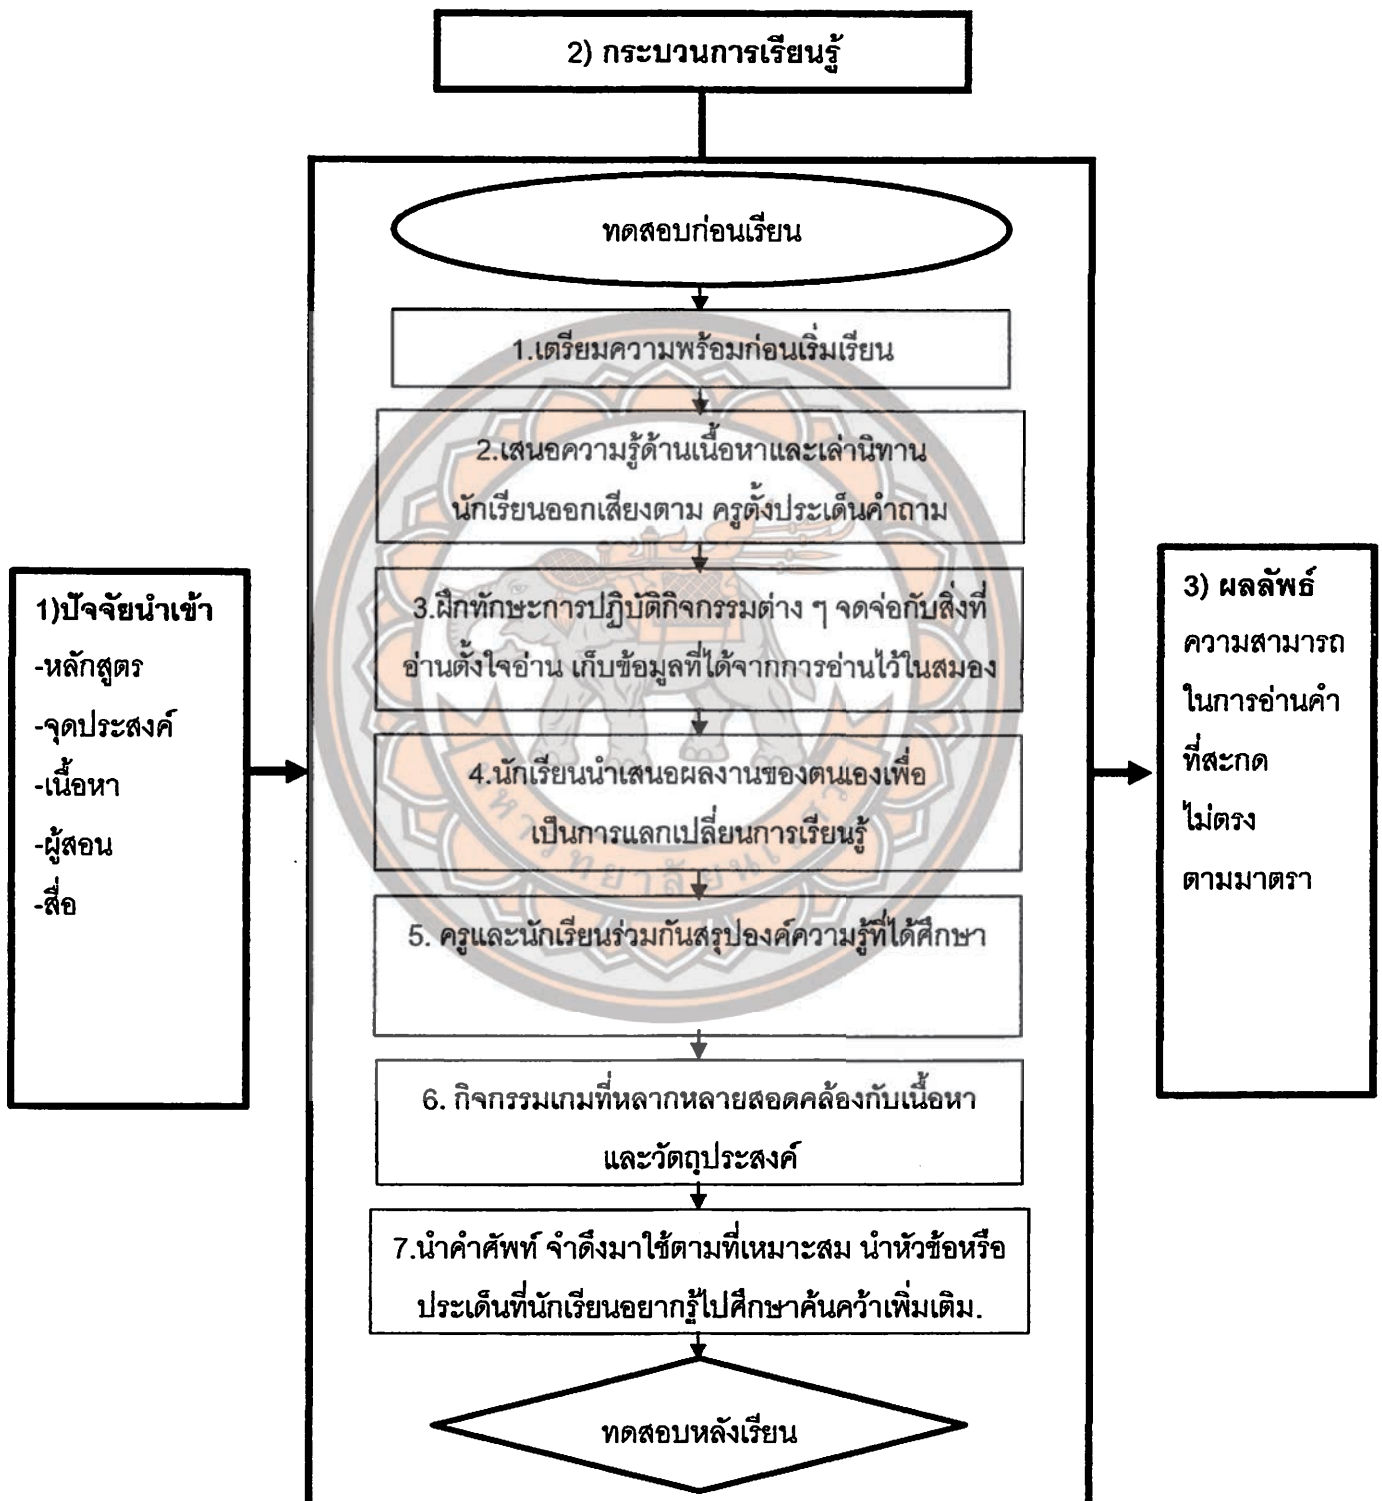 2) กระบวนการเรียนรู้
ทดสอบก่อนเรียน
1.เตรียมความพร้อมก่อนเริ่มเรียน
2.เสนอความรู้ด้านเนื้อหาและเล่านิทาน
นักเรียนออกเสียงตาม ครูตั้งประเด็นคำถาม
3.ฝึกทักษะการปฏิบัติกิจกรรมต่าง ๆ จดจ่อกับสิ่งที่
อ่านตั้งใจอ่าน เก็บข้อมูลที่ได้จากการอ่านไว้ในสมอง
4.นักเรียนนำเสนอผลงานของตนเองเพื่อ
เป็นการแลกเปลี่ยนการเรียนรู้
5. ครูและนักเรียนร่วมกันสรุปองค์ความรู้ที่ได้ศึกษา
6. กิจกรรมเกมที่หลากหลายสอดคล้องกับเนื้อหา
และวัตถุประสงค์
7.นำคำศัพท์ จำดึงมาใช้ตามที่เหมาะสม นำหัวข้อหรือ
ประเด็นที่นักเรียนอยากรู้ไปศึกษาค้นคว้าเพิ่มเติม.
ทดสอบหลังเรียน
1)ปัจจัยนำเข้า
-หลักสูตร
-จุดประสงค์
-เนื้อหา
-ผู้สอน
-สื่อ
3) ผลลัพธ์
ความสามารถ
ในการอ่านคำ
ที่สะกด
ไม่ตรง
ตามมาตรา
มหาวิทยาลัยนเรศวร